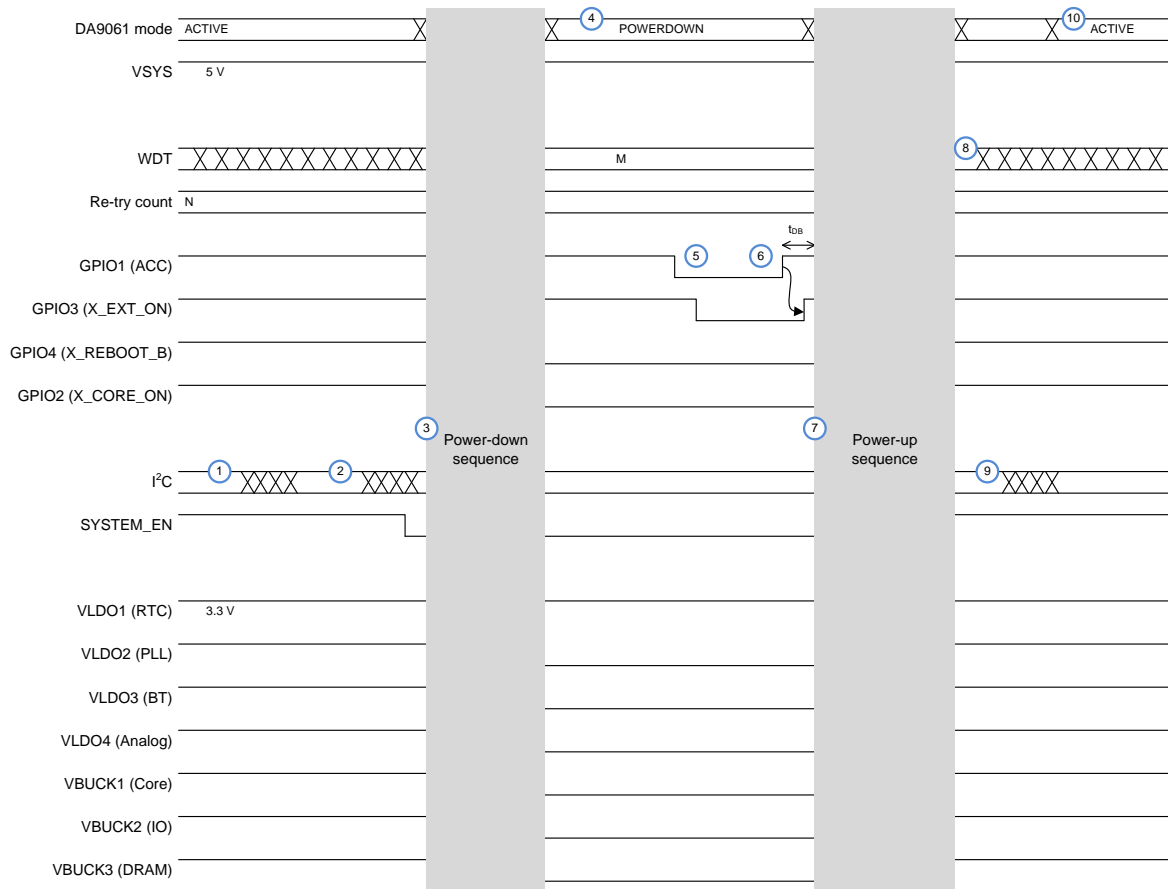 DA9061 mode ACTIVE 4 POWERDOWN 10 ACTIVE
VSYS 5 V
WDT M 8
Re-try count N
tDB
GPIO1 (ACC) 5 6
GPIO3 (X_EXT_ON)
GPIO4 (X_REBOOT_B)
GPIO2 (X_CORE_ON)
3 Power-down sequence 7 Power-up sequence
I²C 1 2 9
SYSTEM_EN
VLDO1 (RTC) 3.3 V
VLDO2 (PLL)
VLDO3 (BT)
VLDO4 (Analog)
VBUCK1 (Core)
VBUCK2 (IO)
VBUCK3 (DRAM)